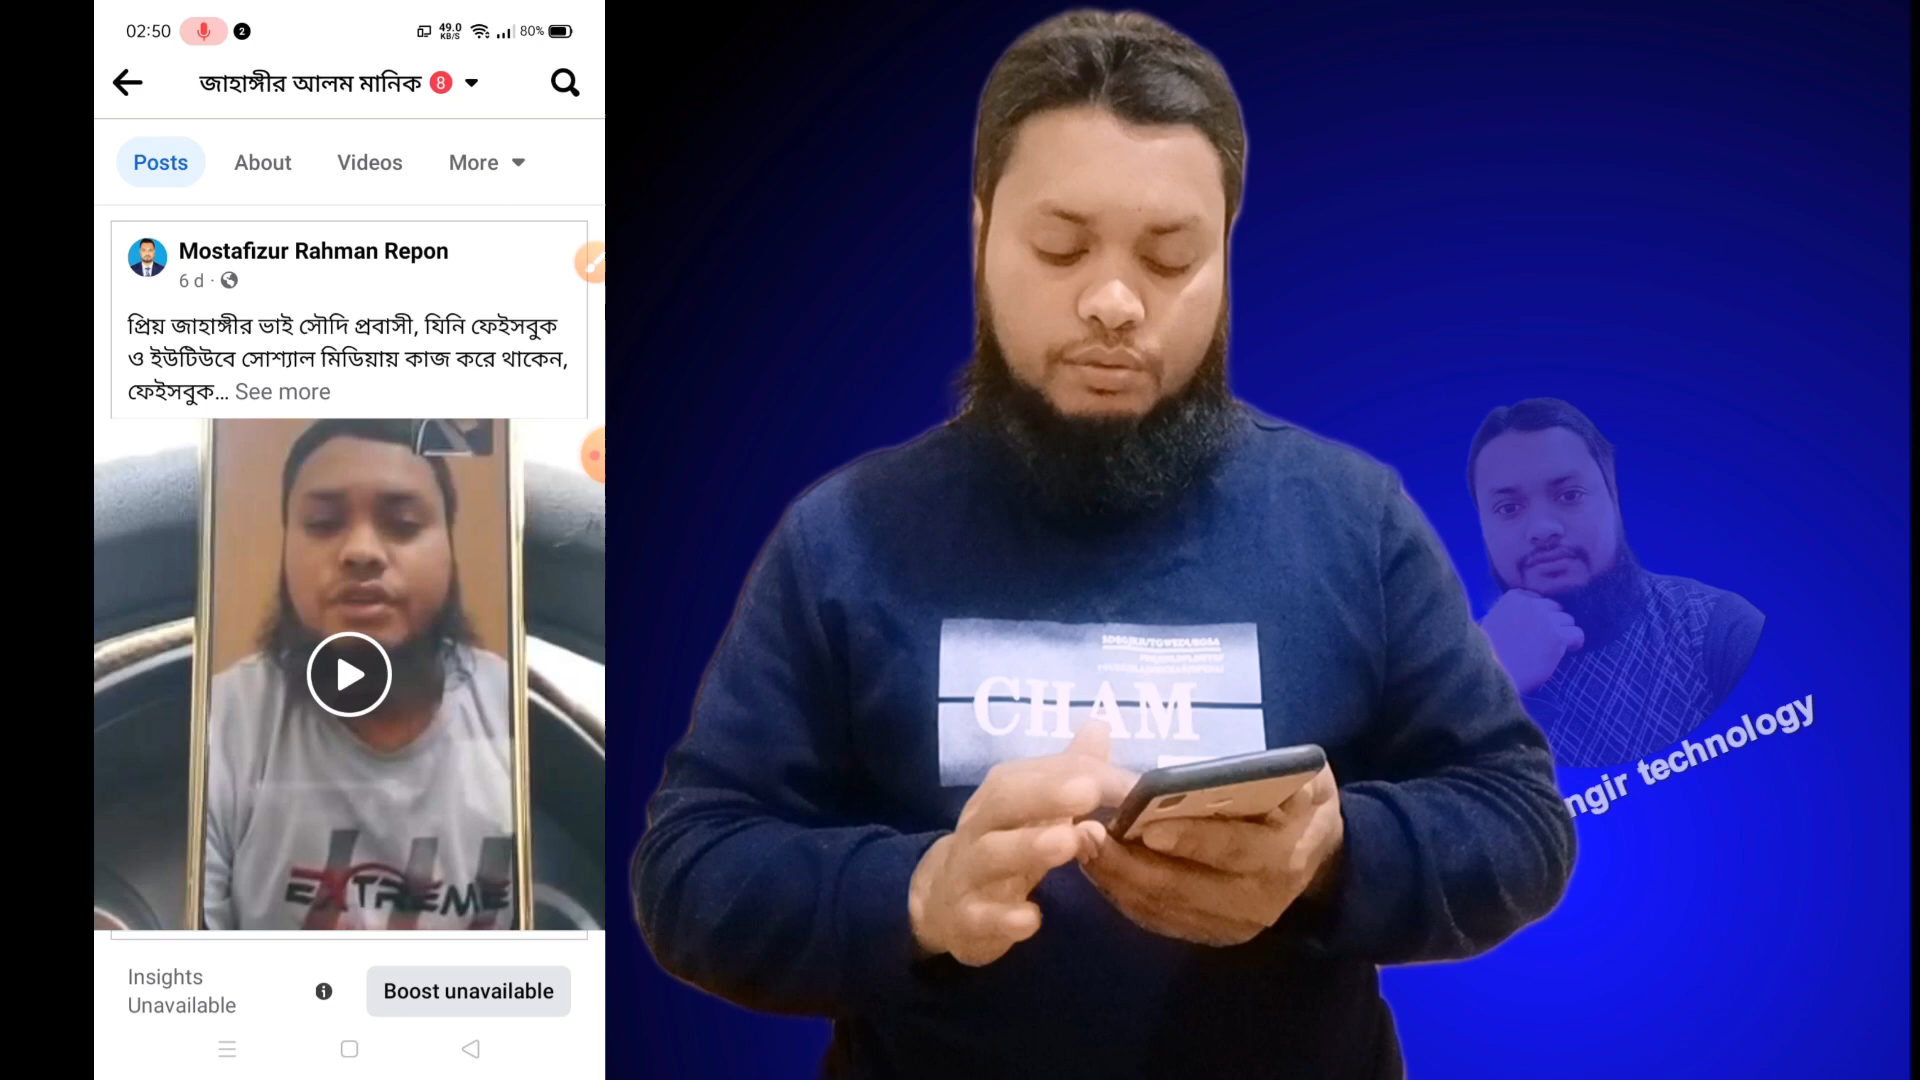 02:50
2
49.0
KB/S
80%
জাহাঙ্গীর আলম মানিক 8
Posts About Videos More
Mostafizur Rahman Repon
6 d ·
প্রিয় জাহাঙ্গীর ভাই সৌদি প্রবাসী, যিনি ফেইসবুক
ও ইউটিউবে সোশ্যাল মিডিয়ায় কাজ করে থাকেন,
ফেইসবুক... See more
EXTREME
Insights
Unavailable
Boost unavailable
CHAM
ngir technology